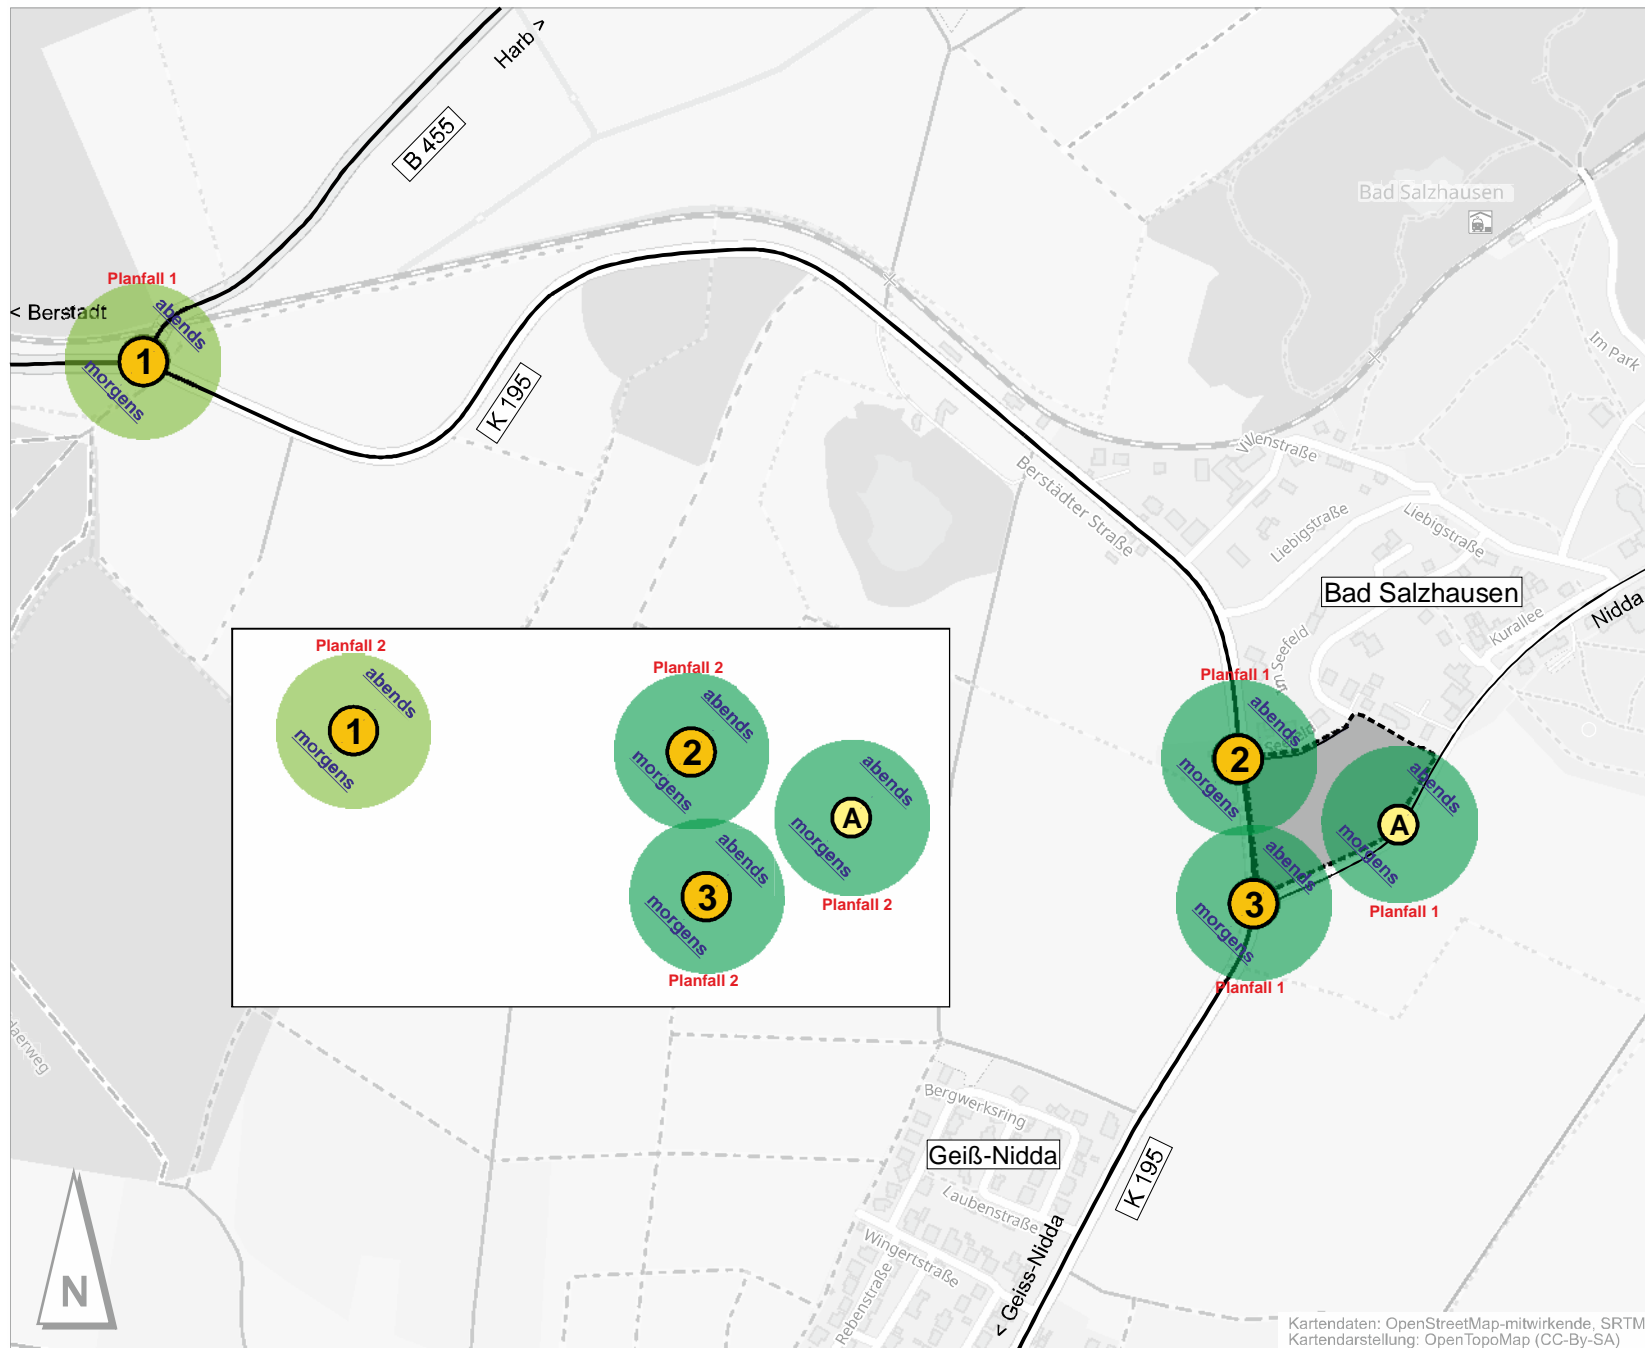 Harb >
B 455
Bad Salzhausen
Planfall 1
< Berstadt
abends
1
morgens
K 195
Im Park
Berstädter Straße
Liebigstraße
Liebigstraße
Bad Salzhausen
Nidda
Kurallee
Im Seefeld
Planfall 2
abends
1
morgens
Planfall 2
abends
2
morgens
abends
A
morgens
Planfall 2
abends
3
morgens
Planfall 2
Planfall 1
abends
2
morgens
abends
A
morgens
Planfall 1
abends
3
morgens
Planfall 1
Bergwerksring
Geiß-Nidda
K 195
Laubenstraße
Wingertstraße
Rebenstraße
< Geiss-Nidda
N
Kartendaten: OpenStreetMap-mitwirkende, SRTM
Kartendarstellung: OpenTopoMap (CC-By-SA)